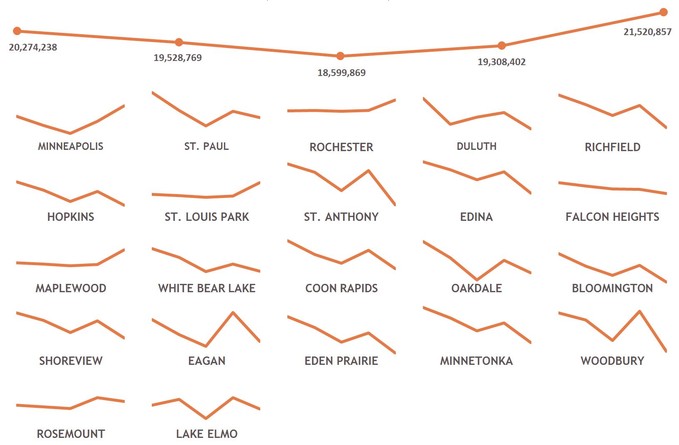 20,274,238
19,528,769
18,599,869
19,308,402
21,520,857
MINNEAPOLIS
ST. PAUL
ROCHESTER
DULUTH
RICHFIELD
HOPKINS
ST. LOUIS PARK
ST. ANTHONY
EDINA
FALCON HEIGHTS
MAPLEWOOD
WHITE BEAR LAKE
COON RAPIDS
OAKDALE
BLOOMINGTON
SHOREVIEW
EAGAN
EDEN PRAIRIE
MINNETONKA
WOODBURY
ROSEMOUNT
LAKE ELMO